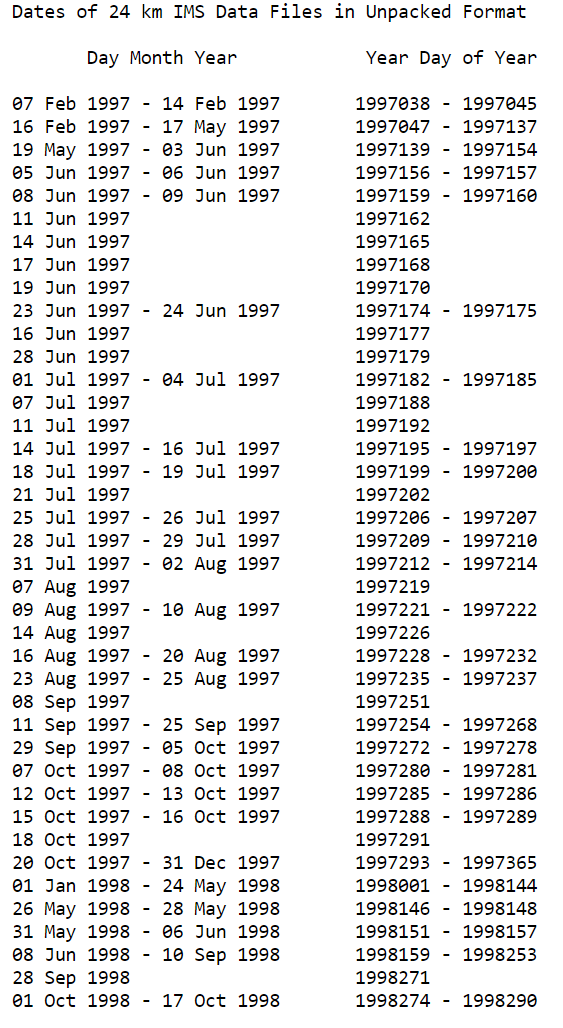 Dates of 24 km IMS Data Files in Unpacked Format
Day Month Year Year Day of Year
07 Feb 1997 - 14 Feb 1997 1997038 - 1997045
16 Feb 1997 - 17 May 1997 1997047 - 1997137
19 May 1997 - 03 Jun 1997 1997139 - 1997154
05 Jun 1997 - 06 Jun 1997 1997156 - 1997157
08 Jun 1997 - 09 Jun 1997 1997159 - 1997160
11 Jun 1997 1997162
14 Jun 1997 1997165
17 Jun 1997 1997168
19 Jun 1997 1997170
23 Jun 1997 - 24 Jun 1997 1997174 - 1997175
16 Jun 1997 1997177
28 Jun 1997 1997179
01 Jul 1997 - 04 Jul 1997 1997182 - 1997185
07 Jul 1997 1997188
11 Jul 1997 1997192
14 Jul 1997 - 16 Jul 1997 1997195 - 1997197
18 Jul 1997 - 19 Jul 1997 1997199 - 1997200
21 Jul 1997 1997202
25 Jul 1997 - 26 Jul 1997 1997206 - 1997207
28 Jul 1997 - 29 Jul 1997 1997209 - 1997210
31 Jul 1997 - 02 Aug 1997 1997212 - 1997214
07 Aug 1997 1997219
09 Aug 1997 - 10 Aug 1997 1997221 - 1997222
14 Aug 1997 1997226
16 Aug 1997 - 20 Aug 1997 1997228 - 1997232
23 Aug 1997 - 25 Aug 1997 1997235 - 1997237
08 Sep 1997 1997251
11 Sep 1997 - 25 Sep 1997 1997254 - 1997268
29 Sep 1997 - 05 Oct 1997 1997272 - 1997278
07 Oct 1997 - 08 Oct 1997 1997280 - 1997281
12 Oct 1997 - 13 Oct 1997 1997285 - 1997286
15 Oct 1997 - 16 Oct 1997 1997288 - 1997289
18 Oct 1997 1997291
20 Oct 1997 - 31 Dec 1997 1997293 - 1997365
01 Jan 1998 - 24 May 1998 1998001 - 1998144
26 May 1998 - 28 May 1998 1998146 - 1998148
31 May 1998 - 06 Jun 1998 1998151 - 1998157
08 Jun 1998 - 10 Sep 1998 1998159 - 1998253
28 Sep 1998 1998271
01 Oct 1998 - 17 Oct 1998 1998274 - 1998290